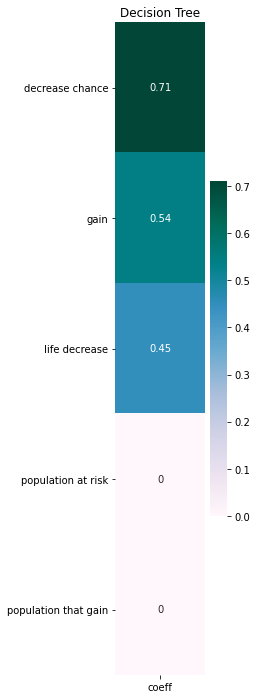 Decision Tree
decrease chance
0.71
gain
0.54
life decrease
0.45
population at risk
0
population that gain
0
coeff
0.7
0.6
0.5
0.4
0.3
0.2
0.1
0.0